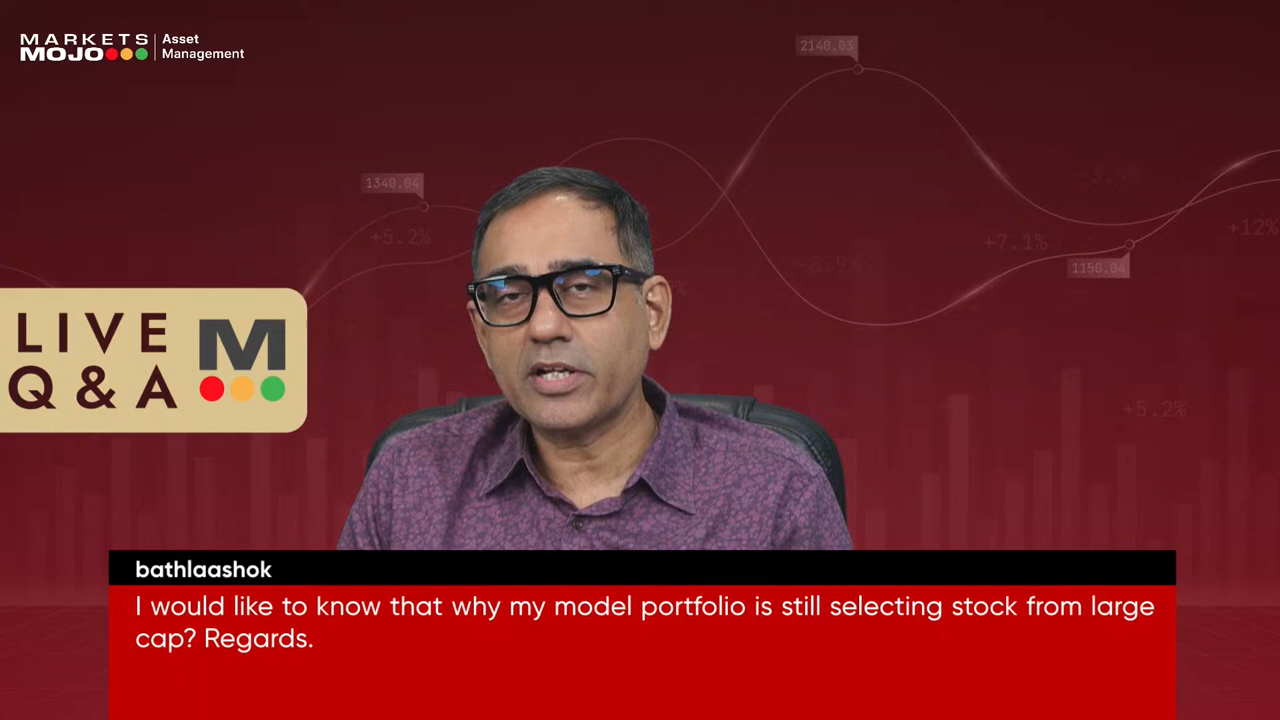 MARKETS
MOJO
Asset
Management
2140.03
1340.04
+5.2%
+7.1%
+12%
1150.04
LIVE
Q & A
M
+5.2%
bathlaashok
I would like to know that why my model portfolio is still selecting stock from large
cap? Regards.